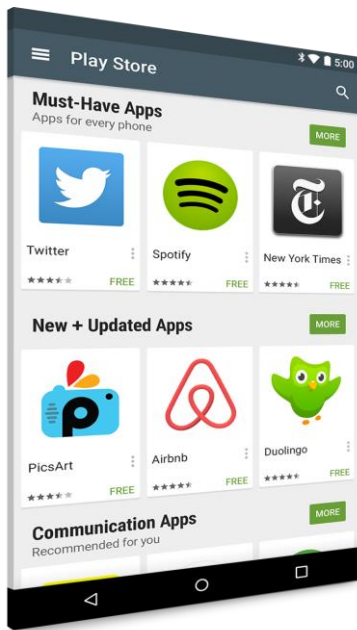 5:00
Play Store
Must-Have Apps
Apps for every phone
MORE
Twitter
Spotify
New York Times
FREE
FREE
FREE
New + Updated Apps
MORE
PicsArt
Airbnb
Duolingo
FREE
FREE
FREE
Communication Apps
Recommended for you
MORE